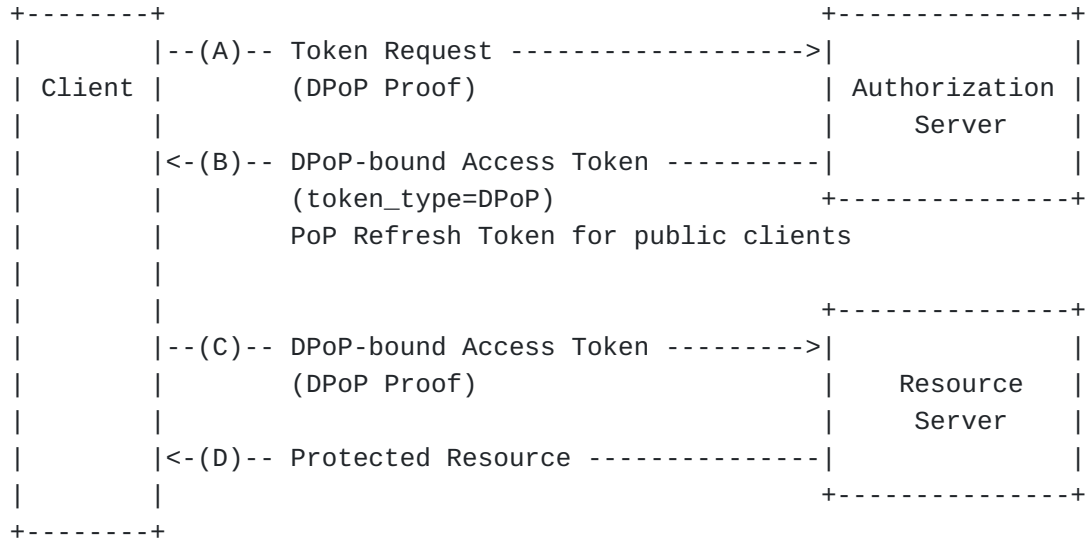 +--------+                                          +---------------+
|        |--(A)-- Token Request ------------------->|               |
| Client |        (DPoP Proof)                      | Authorization |
|        |                                          |     Server    |
|        |<-(B)-- DPoP-bound Access Token ----------|               |
|        |        (token_type=DPoP)                 +---------------+
|        |        PoP Refresh Token for public clients
|        |
|        |                                          +---------------+
|        |--(C)-- DPoP-bound Access Token --------->|               |
|        |        (DPoP Proof)                      |    Resource   |
|        |                                          |     Server    |
|        |<-(D)-- Protected Resource ---------------|               |
|        |                                          +---------------+
+--------+